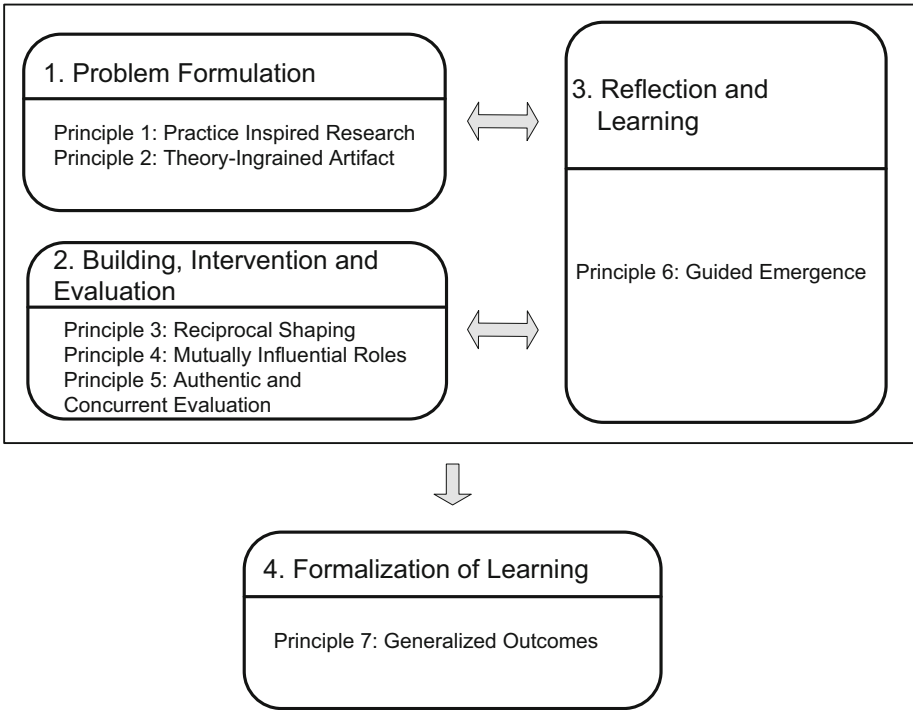 1. Problem Formulation
Principle 1: Practice Inspired Research
Principle 2: Theory-Ingrained Artifact
2. Building, Intervention and
Evaluation
Principle 3: Reciprocal Shaping
Principle 4: Mutually Influential Roles
Principle 5: Authentic and
Concurrent Evaluation
3. Reflection and
Learning
Principle 6: Guided Emergence
4. Formalization of Learning
Principle 7: Generalized Outcomes